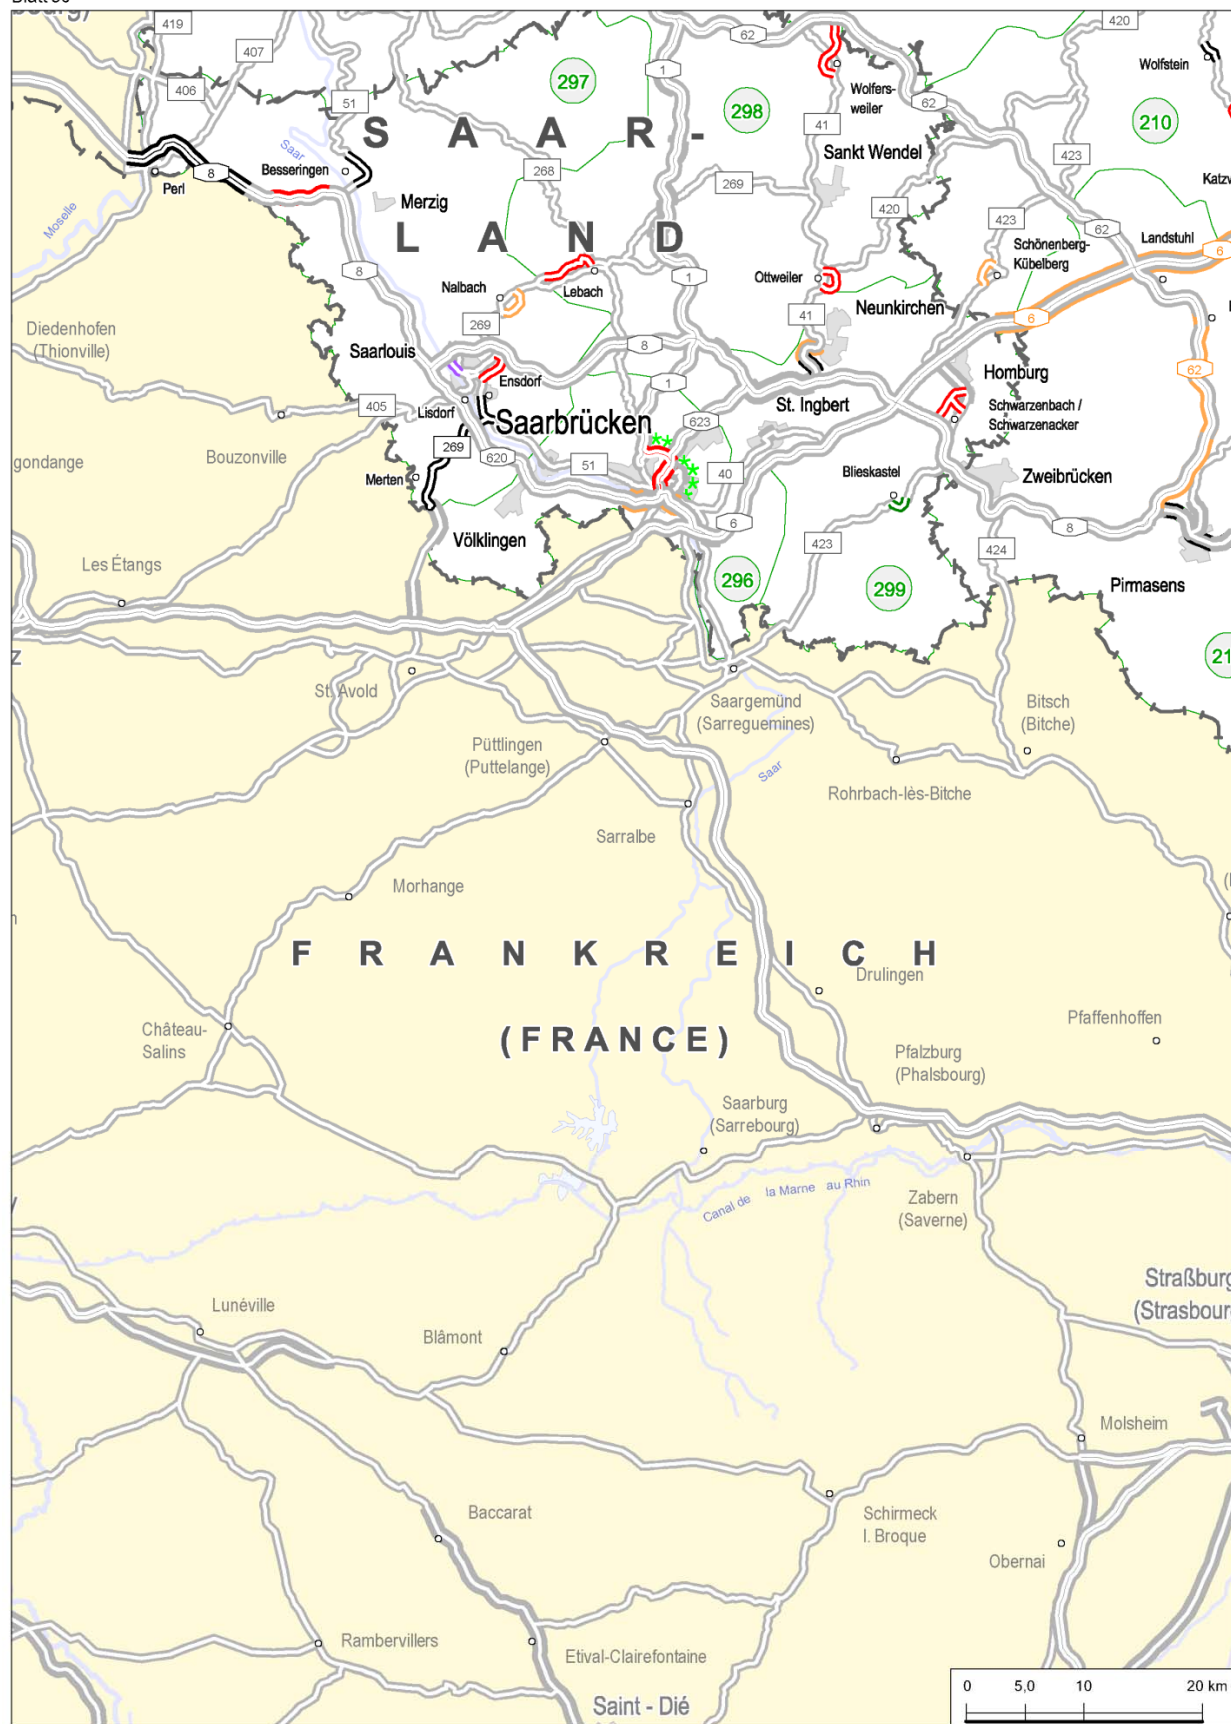 419
407
406
51
62
1
420
Wolfstein
297
298
210
Wolfers-
weiler
62
S A A R -
41
Saar
Besseringen
8
Perl
268
Sankt Wendel
423
Merzig
269
420
423
62
Moselle
L A N D
Landstuhl
6
Schönenberg-
Kübelberg
8
1
Ottweiler
Nalbach
Lebach
Neunkirchen
41
6
269
Diedenhofen
(Thionville)
Saarlouis
8
62
Ensdorf
1
Homburg
Lisdorf
405
St. Ingbert
Schwarzenbach /
Schwarzenacker
Saarbrücken
623
269
620
51
40
Bouzonville
gondange
Merten
Blieskastel
Zweibrücken
6
8
Völklingen
423
424
Les Étangs
296
299
Pirmasens
21
St. Avold
Saargemünd
(Sarreguemines)
Bitsch
(Bitche)
Püttlingen
(Puttelange)
Saar
Rohrbach-lès-Bitche
Sarralbe
Morhange
F R A N K R E I C H
Drulingen
Château-
Salins
(FRANCE)
Pfaffenhoffen
Pfalzburg
(Phalsbourg)
Saarburg
(Sarrebourg)
Canal de la Marne au Rhin
Zabern
(Saverne)
Straßburg
(Strasbourg
Lunéville
Blâmont
Molsheim
Baccarat
Schirmeck
l. Broque
Obernai
Rambervillers
Etival-Clairefontaine
Saint - Dié
0 5,0 10 20 km